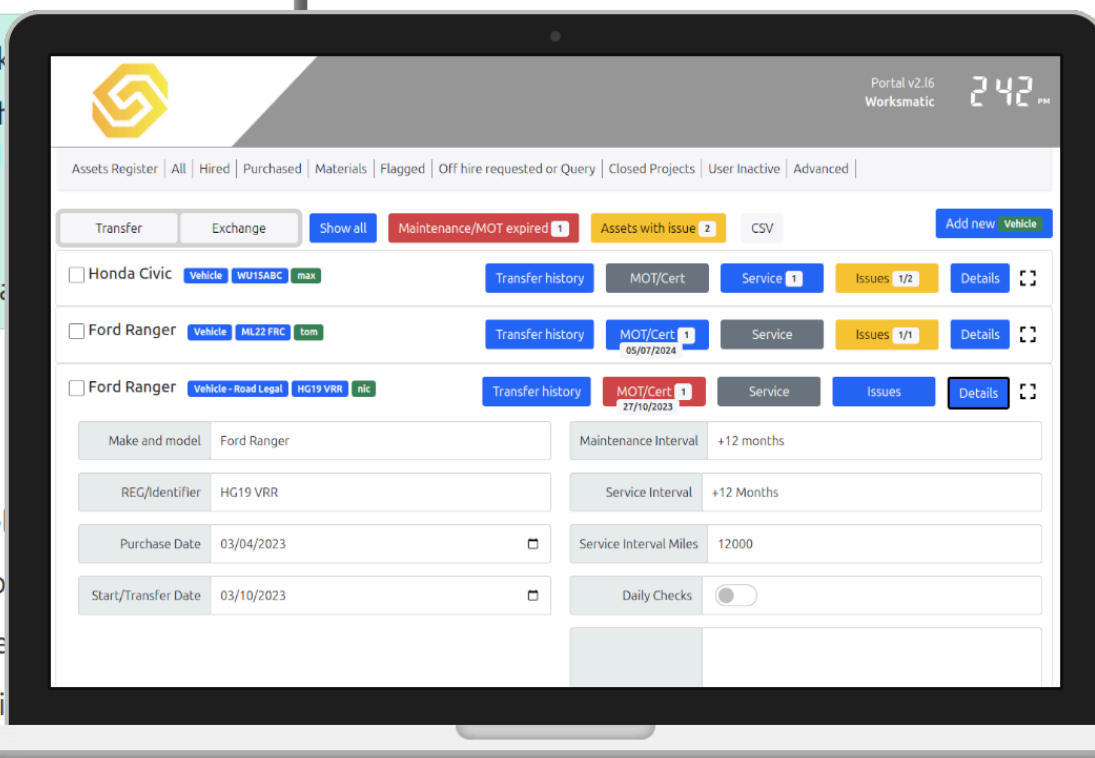 Portal v2.l6
Worksmatic
2 42 PM
Assets Register | All | Hired | Purchased | Materials | Flagged | Off hire requested or Query | Closed Projects | User Inactive | Advanced |
Transfer Exchange Show all Maintenance/MOT expired 1 Assets with issue 2 CSV Add new Vehicle
Honda Civic Vehicle WU15ABC max Transfer history MOT/Cert Service 1 Issues 1/2 Details
Ford Ranger Vehicle ML22 FRC tom Transfer history MOT/Cert 1 Service Issues 1/1 Details
05/07/2024
Ford Ranger Vehicle - Road Legal HG19 VRR nic Transfer history MOT/Cert 1 Service Issues Details
27/10/2023
Make and model Ford Ranger Maintenance Interval +12 months
REG/Identifier HG19 VRR Service Interval +12 Months
Purchase Date 03/04/2023 Service Interval Miles 12000
Start/Transfer Date 03/10/2023 Daily Checks